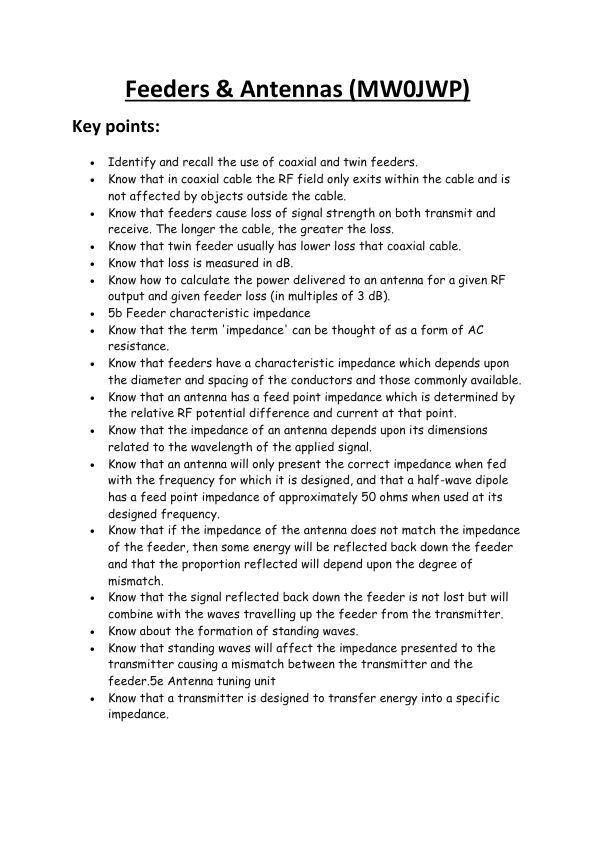 Feeders & Antennas (MW0JWP)
Key points:
• Identify and recall the use of coaxial and twin feeders.
• Know that in coaxial cable the RF field only exits within the cable and is
not affected by objects outside the cable.
• Know that feeders cause loss of signal strength on both transmit and
receive. The longer the cable, the greater the loss.
• Know that twin feeder usually has lower loss that coaxial cable.
• Know that loss is measured in dB.
• Know how to calculate the power delivered to an antenna for a given RF
output and given feeder loss (in multiples of 3 dB).
• 5b Feeder characteristic impedance
• Know that the term 'impedance' can be thought of as a form of AC
resistance.
• Know that feeders have a characteristic impedance which depends upon
the diameter and spacing of the conductors and those commonly available.
• Know that an antenna has a feed point impedance which is determined by
the relative RF potential difference and current at that point.
• Know that the impedance of an antenna depends upon its dimensions
related to the wavelength of the applied signal.
• Know that an antenna will only present the correct impedance when fed
with the frequency for which it is designed, and that a half-wave dipole
has a feed point impedance of approximately 50 ohms when used at its
designed frequency.
• Know that if the impedance of the antenna does not match the impedance
of the feeder, then some energy will be reflected back down the feeder
and that the proportion reflected will depend upon the degree of
mismatch.
• Know that the signal reflected back down the feeder is not lost but will
combine with the waves travelling up the feeder from the transmitter.
• Know about the formation of standing waves.
• Know that standing waves will affect the impedance presented to the
transmitter causing a mismatch between the transmitter and the
feeder.5e Antenna tuning unit
• Know that a transmitter is designed to transfer energy into a specific
impedance.